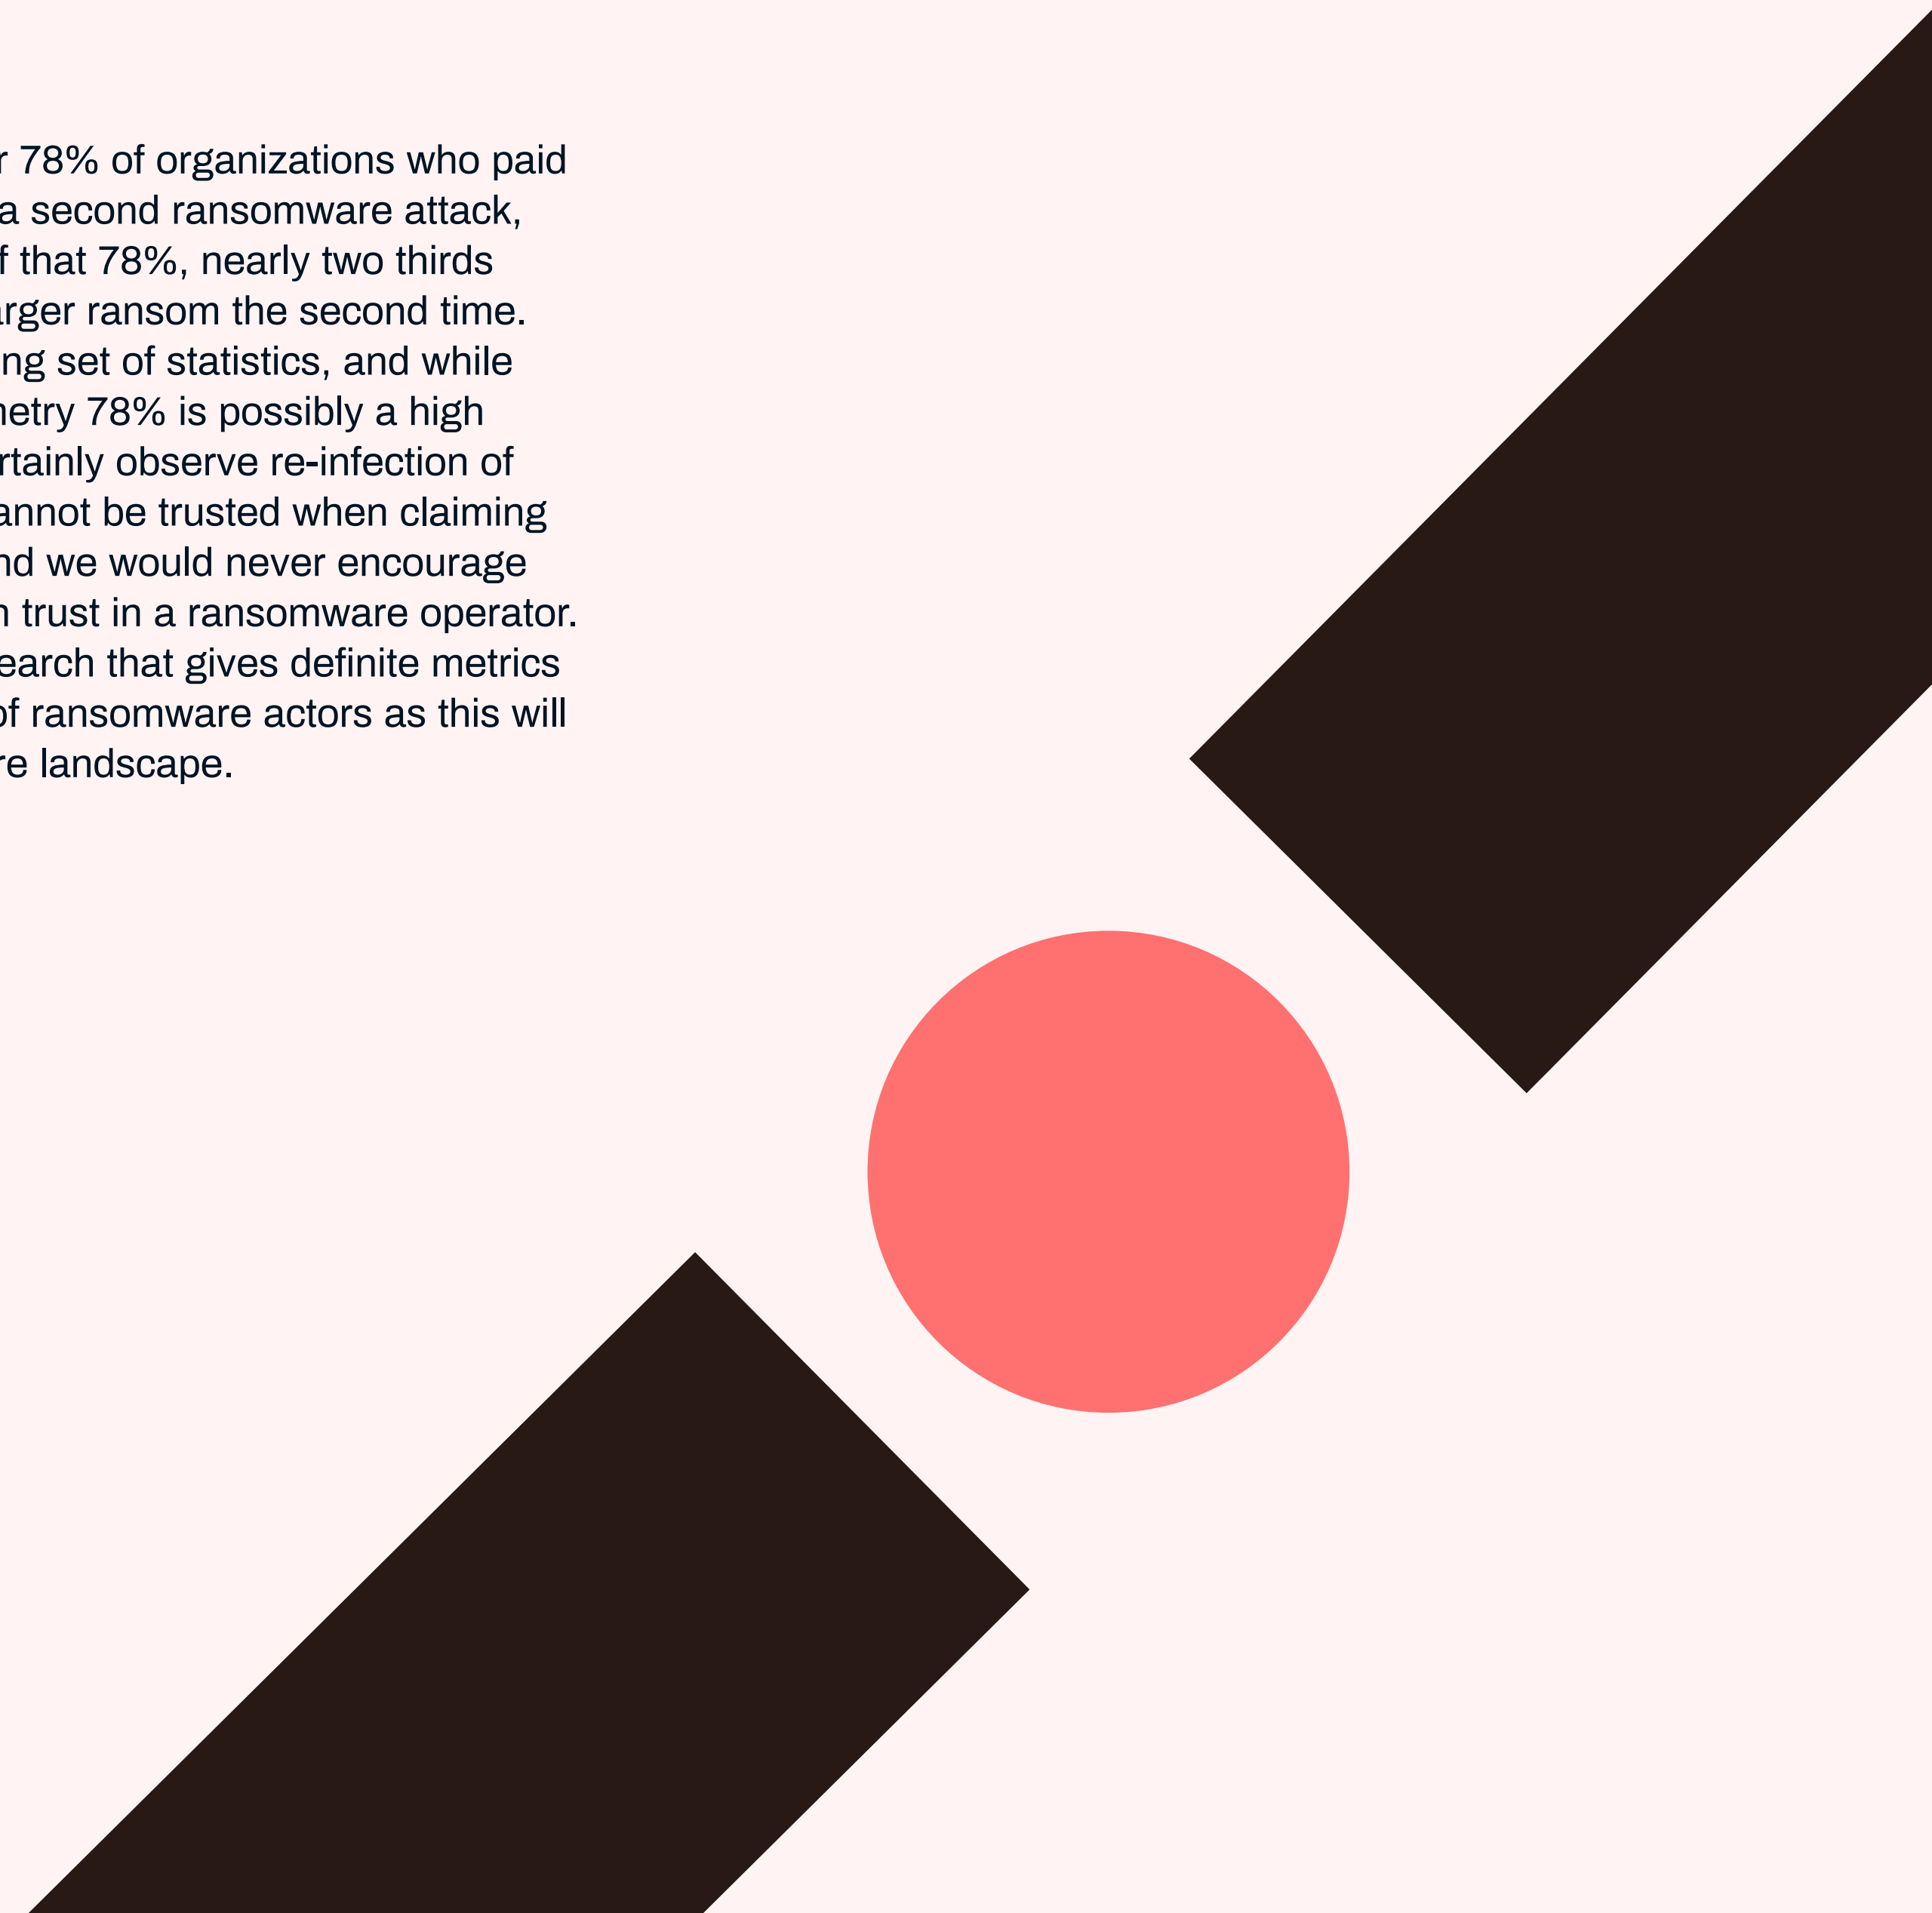 r 78% of organizations who paid
a second ransomware attack,
f that 78%, nearly two thirds
arger ransom the second time.
ng set of statistics, and while
netry 78% is possibly a high
rtainly observe re-infection of
annot be trusted when claiming
nd we would never encourage
n trust in a ransomware operator.
earch that gives definite metrics
of ransomware actors as this will
re landscape.